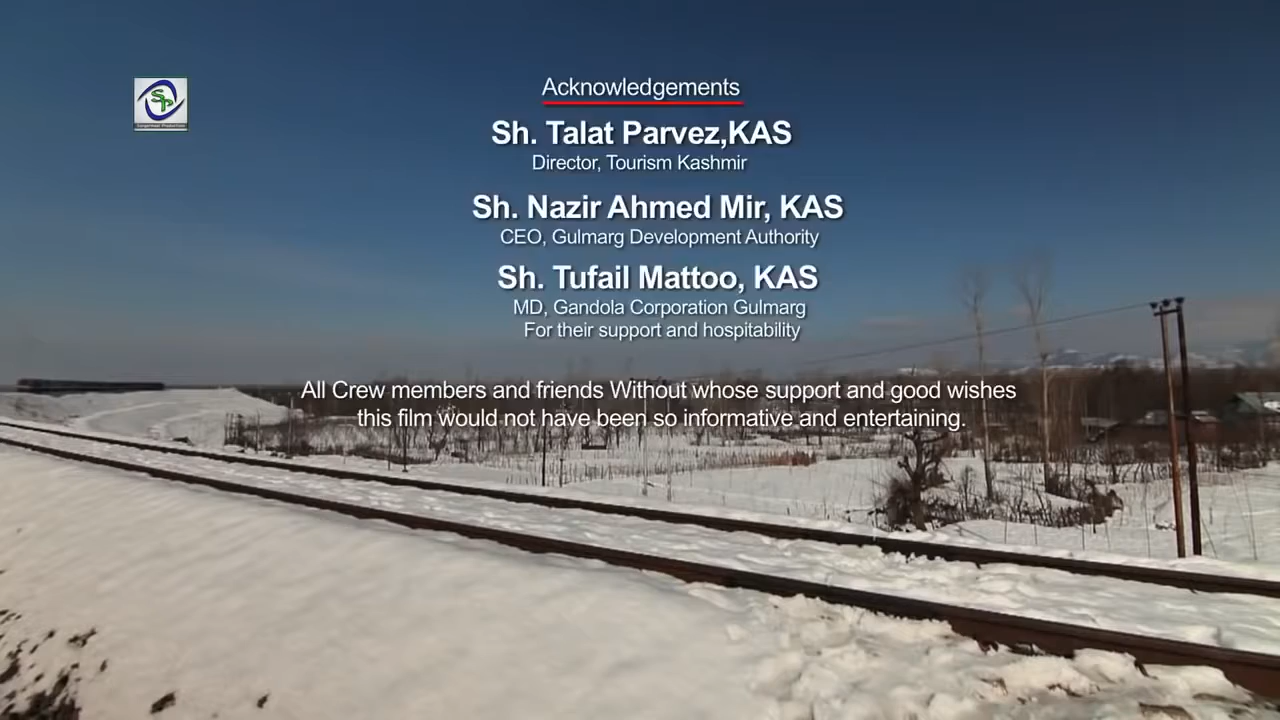 SP
Acknowledgements
Sh. Talat Parvez,KAS
Director, Tourism Kashmir
Sh. Nazir Ahmed Mir, KAS
CEO, Gulmarg Development Authority
Sh. Tufail Mattoo, KAS
MD, Gandola Corporation Gulmarg
For their support and hospitability
All Crew members and friends Without whose support and good wishes
this film would not have been so informative and entertaining.